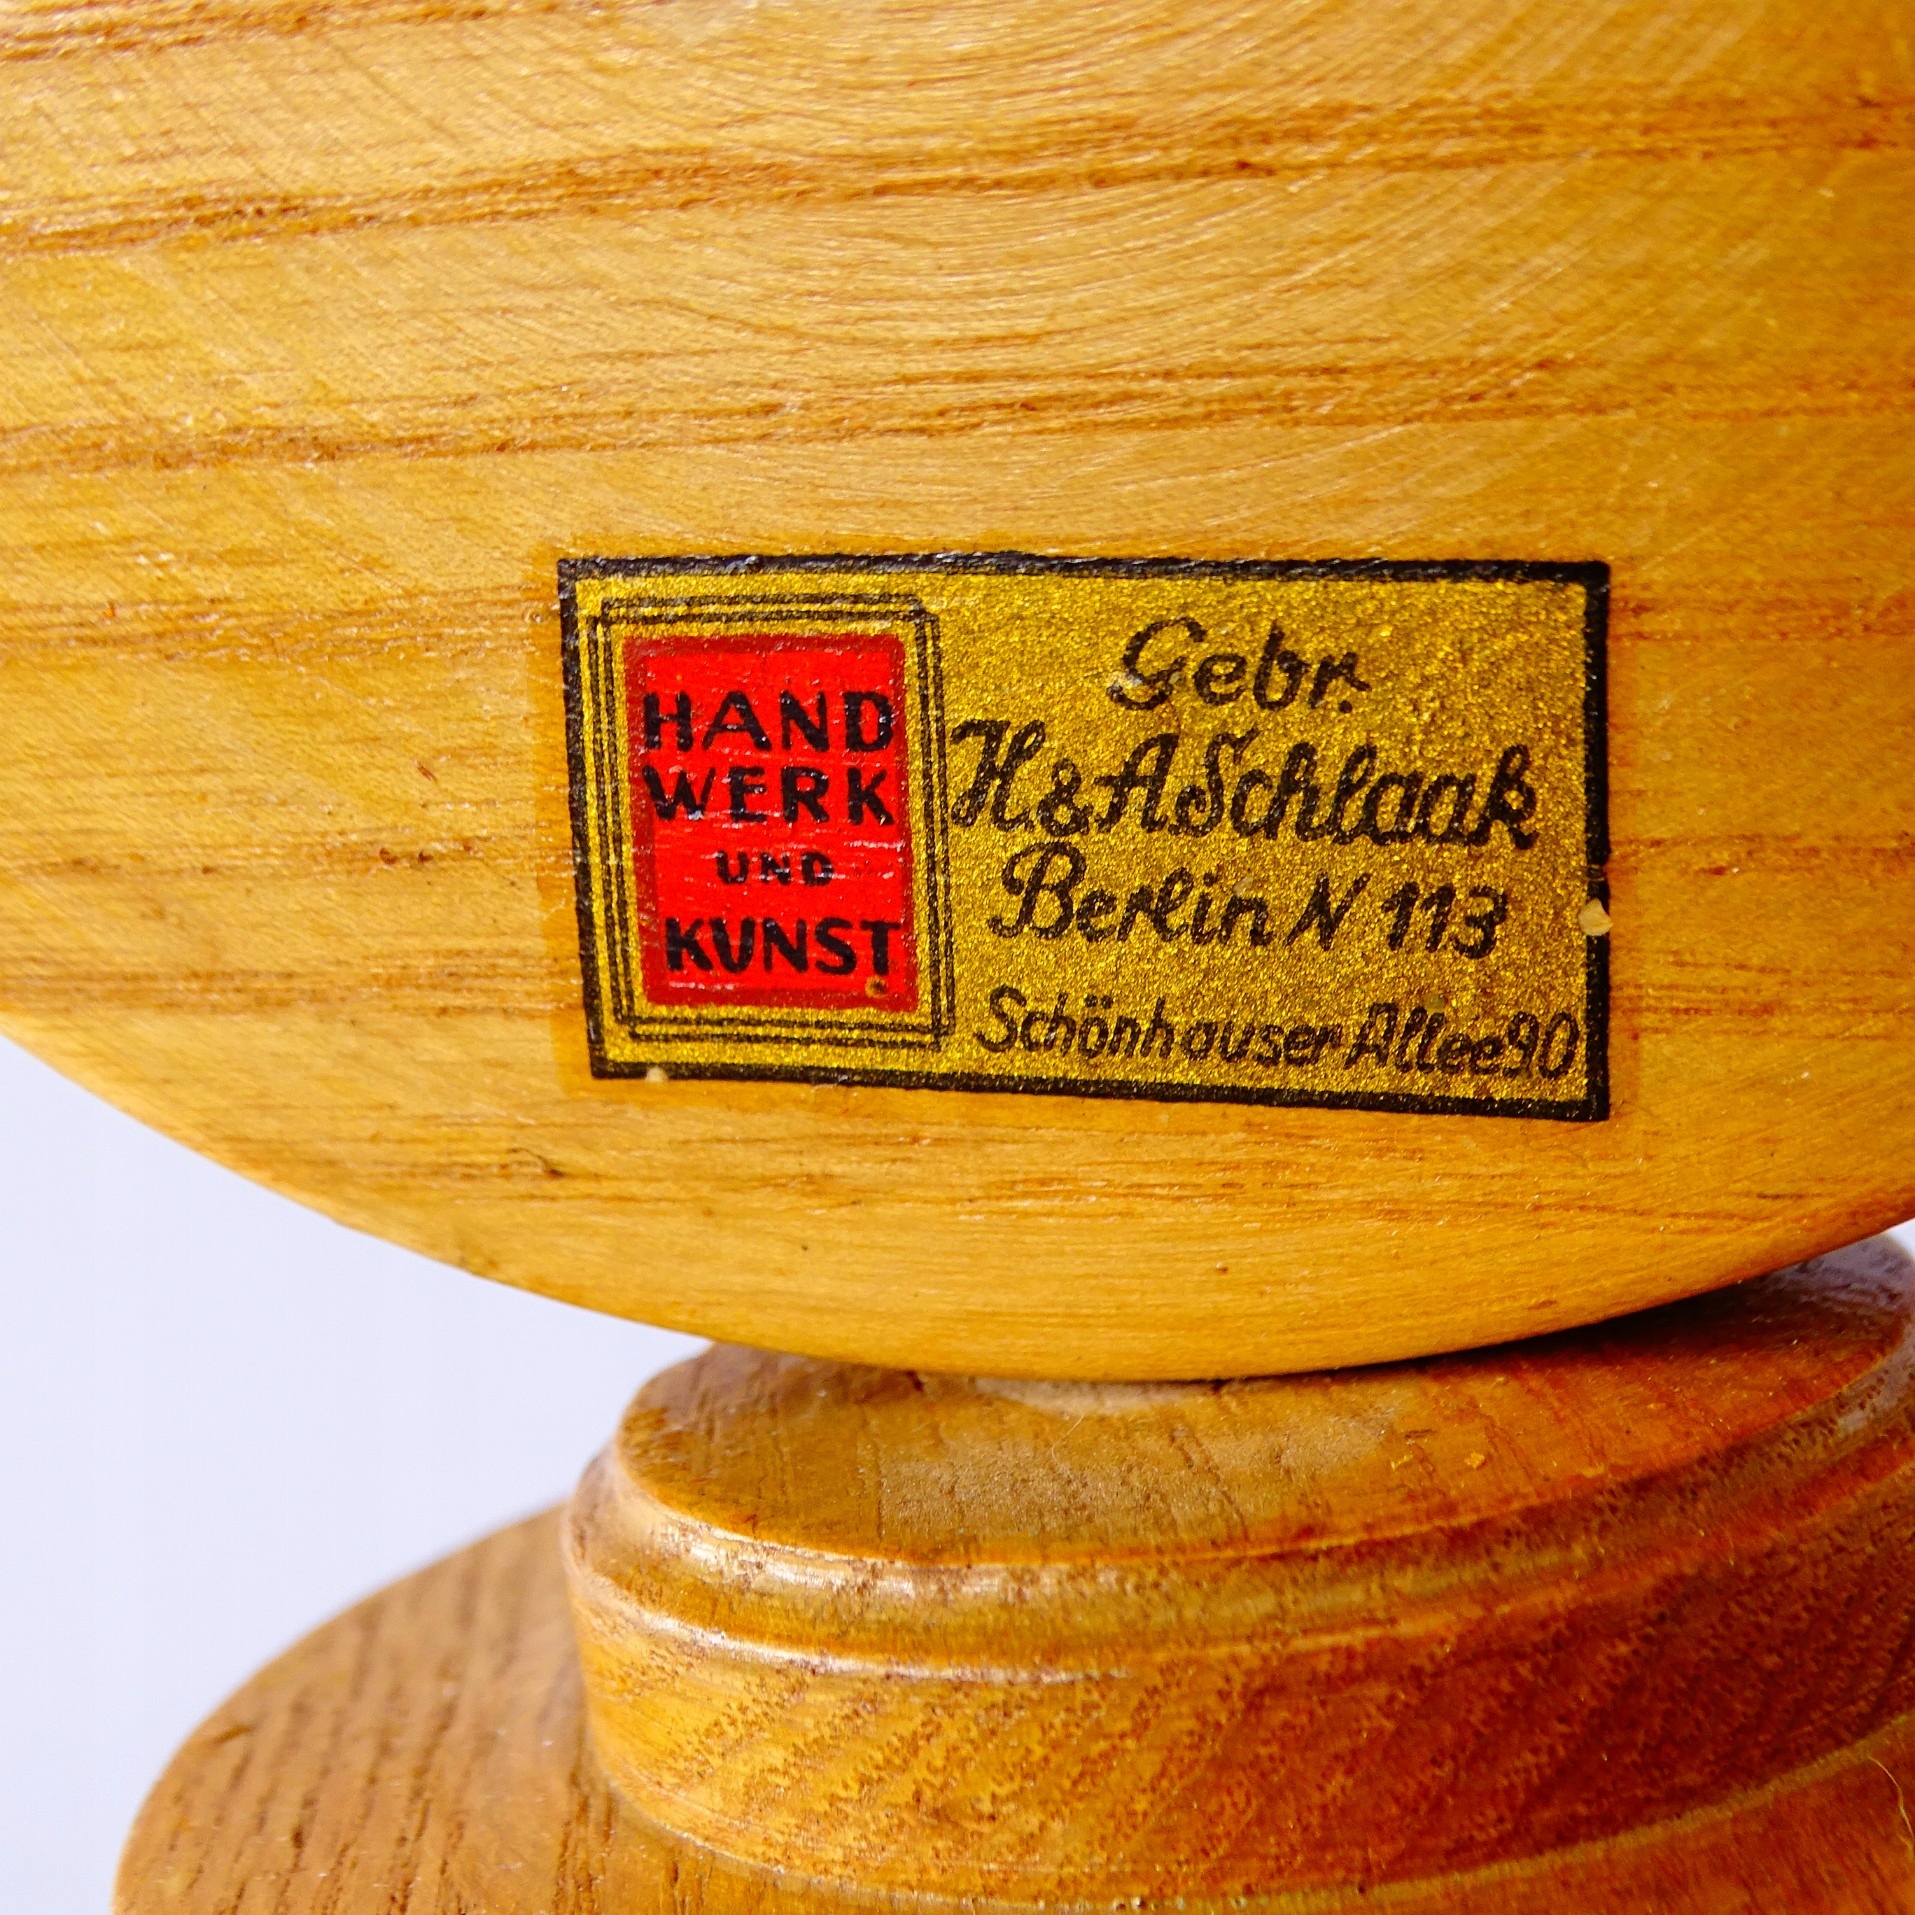 HAND
WERK
UND
KUNST
Gebr.
H & A Schlaak
Berlin N 113
Schönhauser Allee 90